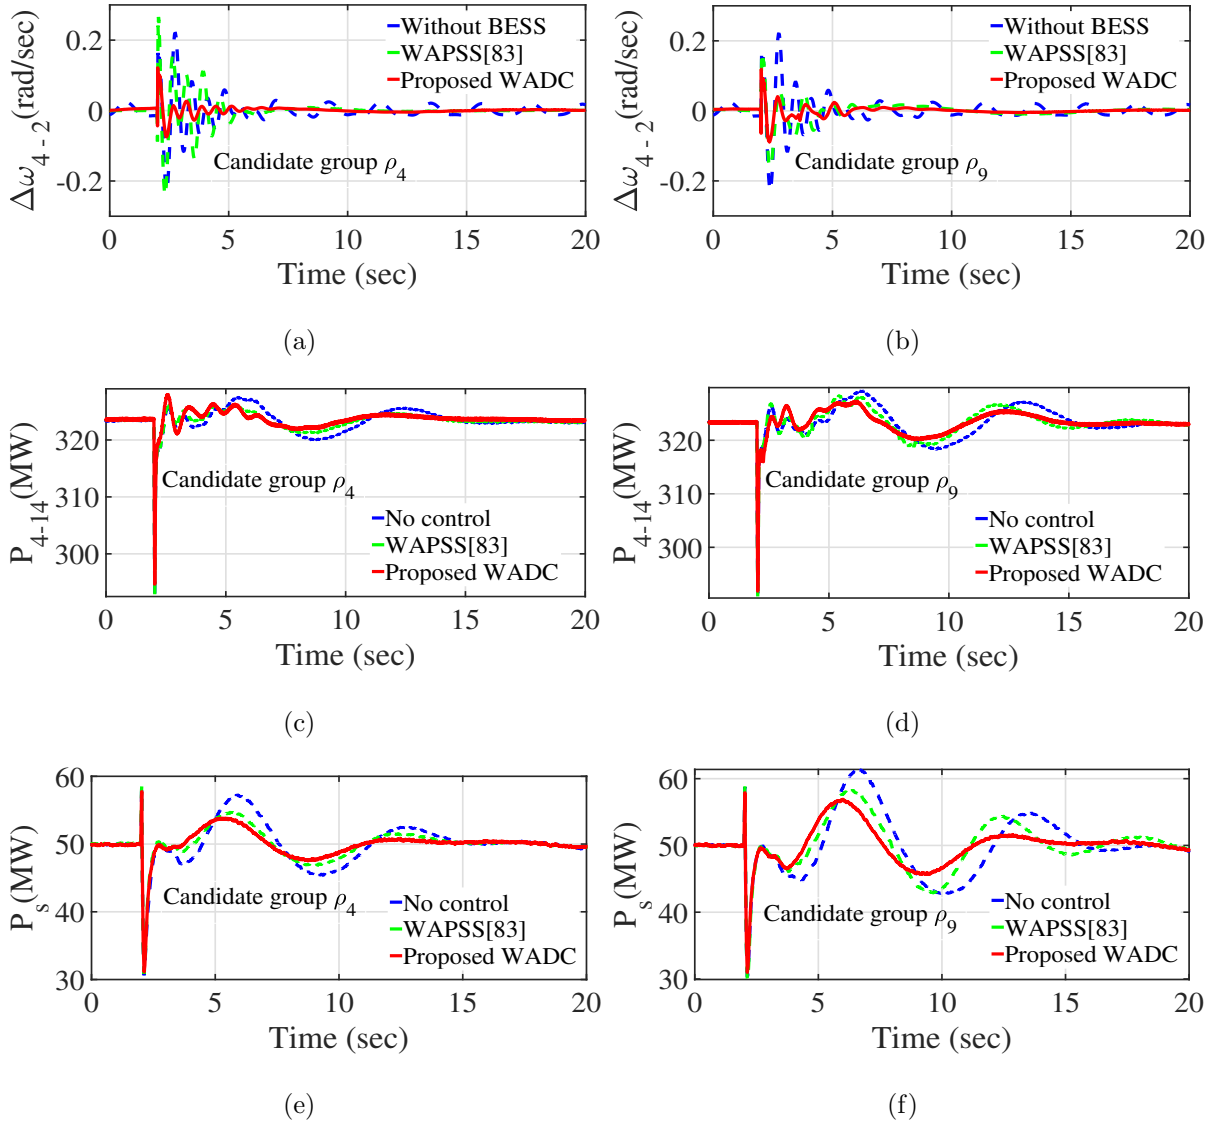 0.2
0
-0.2
Δω4 - 2(rad/sec)
Without BESS
WAPSS[83]
Proposed WADC
Candidate group ρ4
0 5 10 15 20
Time (sec)
(a)
0.2
0
-0.2
Δω4 - 2(rad/sec)
Without BESS
WAPSS[83]
Proposed WADC
Candidate group ρ9
0 5 10 15 20
Time (sec)
(b)
320
310
300
P4-14(MW)
Candidate group ρ4
No control
WAPSS[83]
Proposed WADC
0 5 10 15 20
Time (sec)
(c)
320
310
300
P4-14(MW)
Candidate group ρ9
No control
WAPSS[83]
Proposed WADC
0 5 10 15 20
Time (sec)
(d)
60
50
40
30
Ps(MW)
Candidate group ρ4
No control
WAPSS[83]
Proposed WADC
0 5 10 15 20
Time (sec)
(e)
60
50
40
30
Ps(MW)
Candidate group ρ9
No control
WAPSS[83]
Proposed WADC
0 5 10 15 20
Time (sec)
(f)